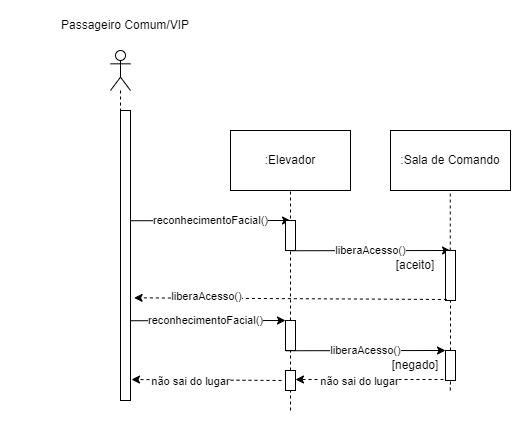 Passageiro Comum/VIP
:Elevador
:Sala de Comando
reconhecimentoFacial()
liberaAcesso()
[aceito]
liberaAcesso()
reconhecimentoFacial()
liberaAcesso()
[negado]
não sai do lugar
não sai do lugar